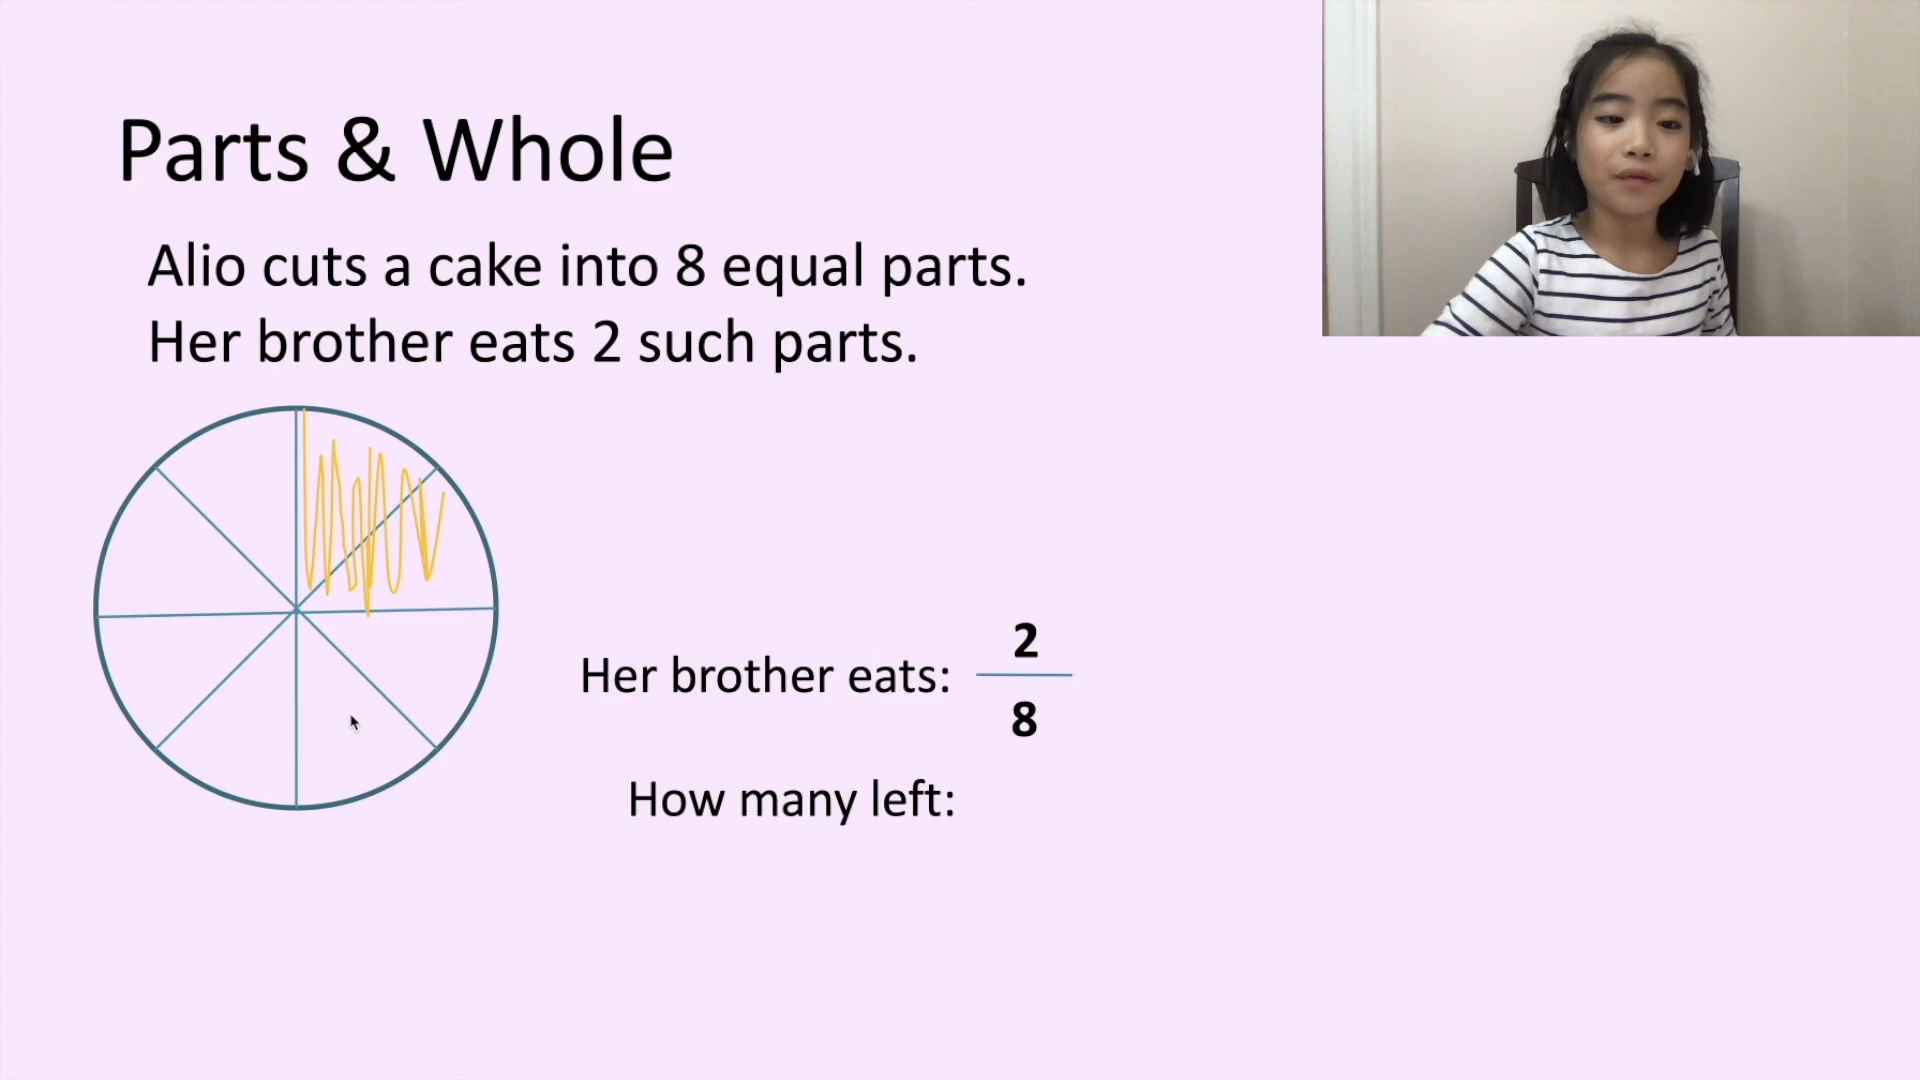 Parts & Whole
Alio cuts a cake into 8 equal parts.
Her brother eats 2 such parts.
Her brother eats: 2
8
How many left: